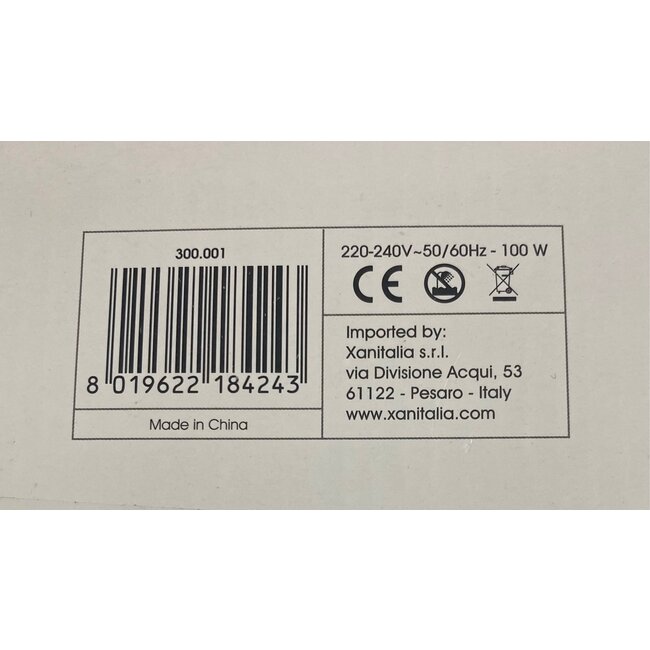 300.001
8 019622 184243
Made in China
220-240V~50/60Hz - 100 W
CE
Imported by:
Xanitalia s.r.l.
via Divisione Acqui, 53
61122 - Pesaro - Italy
www.xanitalia.com